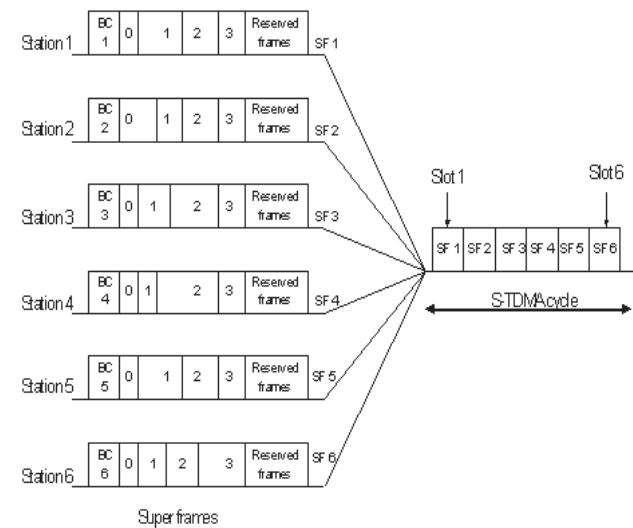 Station 1 BC 1 0 1 2 3 Reserved frames SF 1
Station 2 BC 2 0 1 2 3 Reserved frames SF 2
Station 3 BC 3 0 1 2 3 Reserved frames SF 3
Station 4 BC 4 0 1 2 3 Reserved frames SF 4
Station 5 BC 5 0 1 2 3 Reserved frames SF 5
Station 6 BC 6 0 1 2 3 Reserved frames SF 6
Super frames
Slot 1 Slot 6
SF 1 SF 2 SF 3 SF 4 SF 5 SF 6
S-TDMA cycle